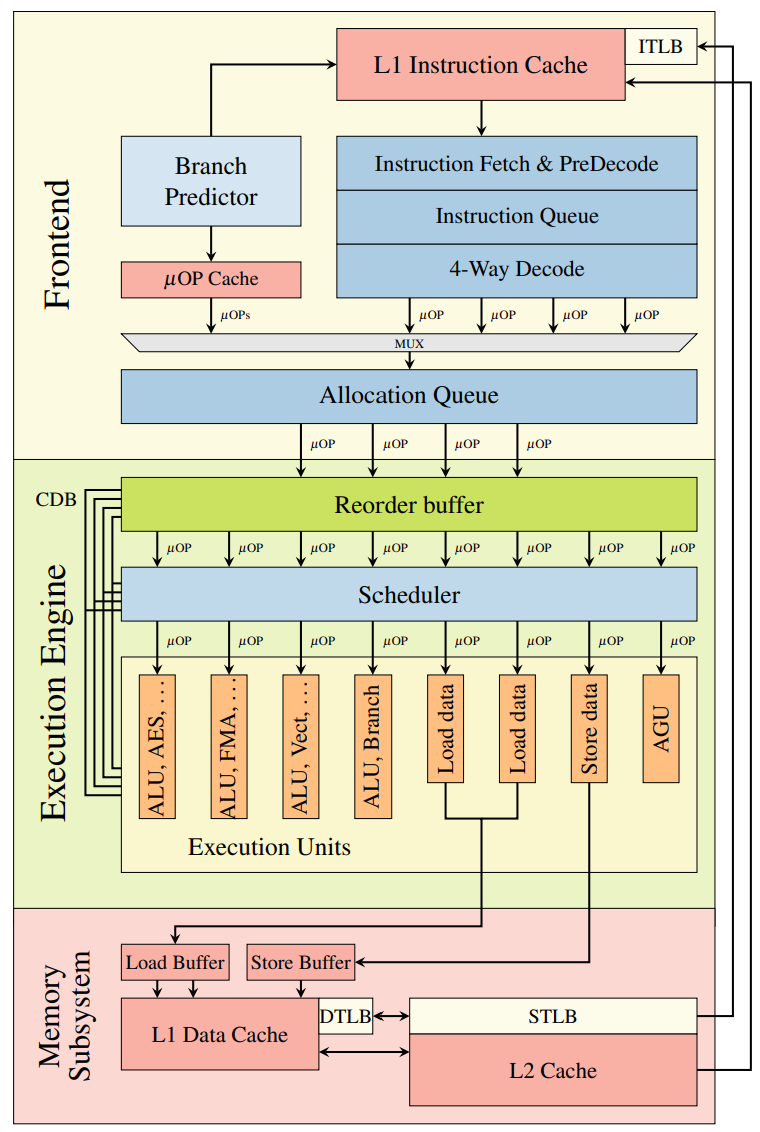 L1 Instruction Cache
ITLB
Frontend
Branch
Predictor
Instruction Fetch & PreDecode
Instruction Queue
4-Way Decode
µOP Cache
µOPs
µOP
µOP
µOP
µOP
MUX
Allocation Queue
µOP
µOP
µOP
µOP
Execution Engine
CDB
Reorder buffer
µOP
µOP
µOP
µOP
µOP
µOP
µOP
µOP
Scheduler
µOP
µOP
µOP
µOP
µOP
µOP
µOP
µOP
ALU, AES, …
ALU, FMA, …
ALU, Vect, …
ALU, Branch
Load data
Load data
Store data
AGU
Execution Units
Memory
Subsystem
Load Buffer
Store Buffer
L1 Data Cache
DTLB
STLB
L2 Cache